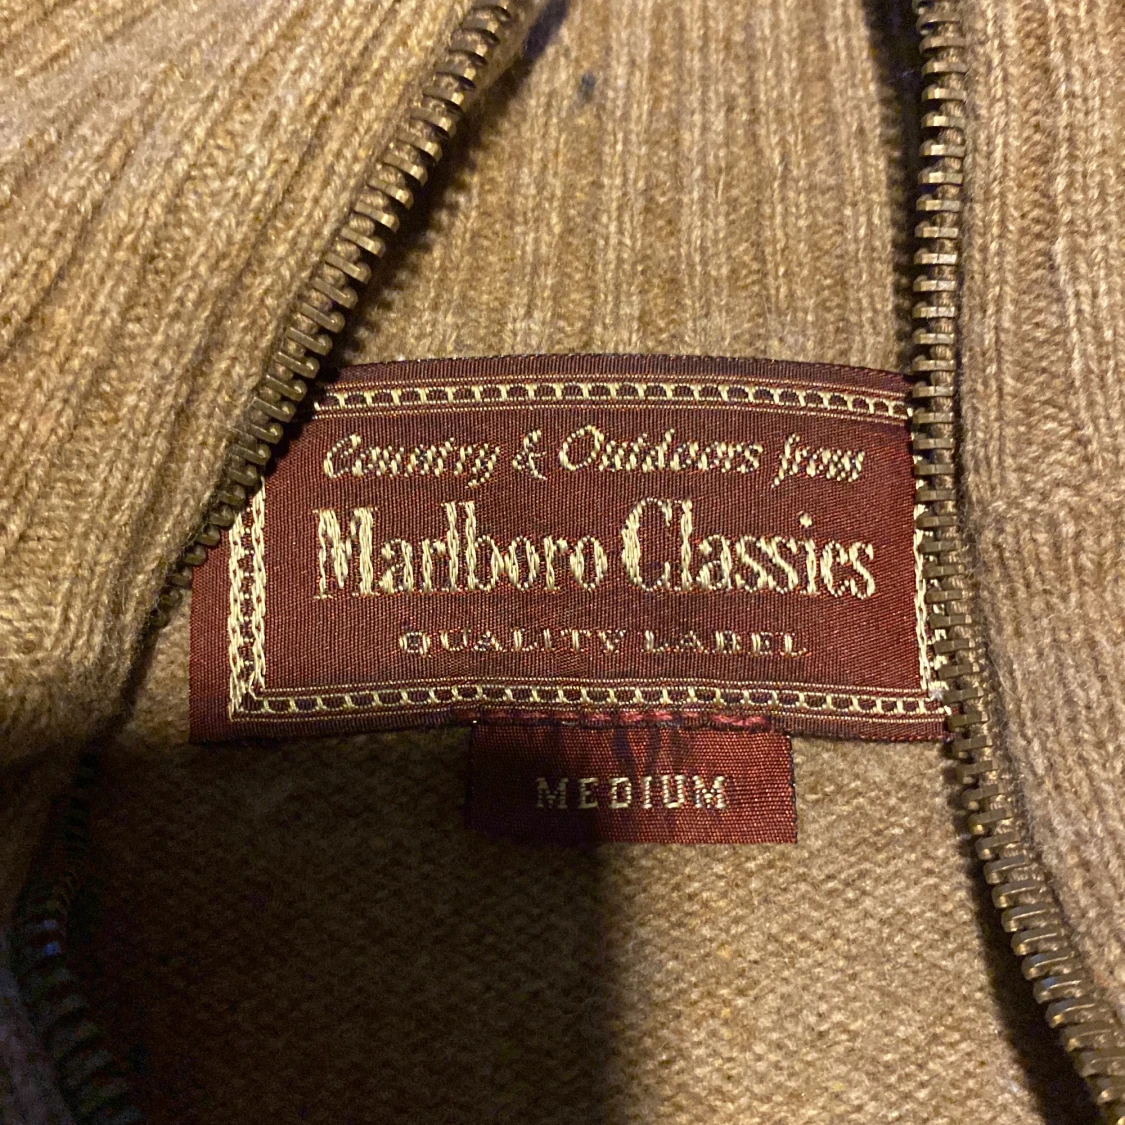 Country & Outdoors from
Marlboro Classics
QUALITY LABEL
MEDIUM